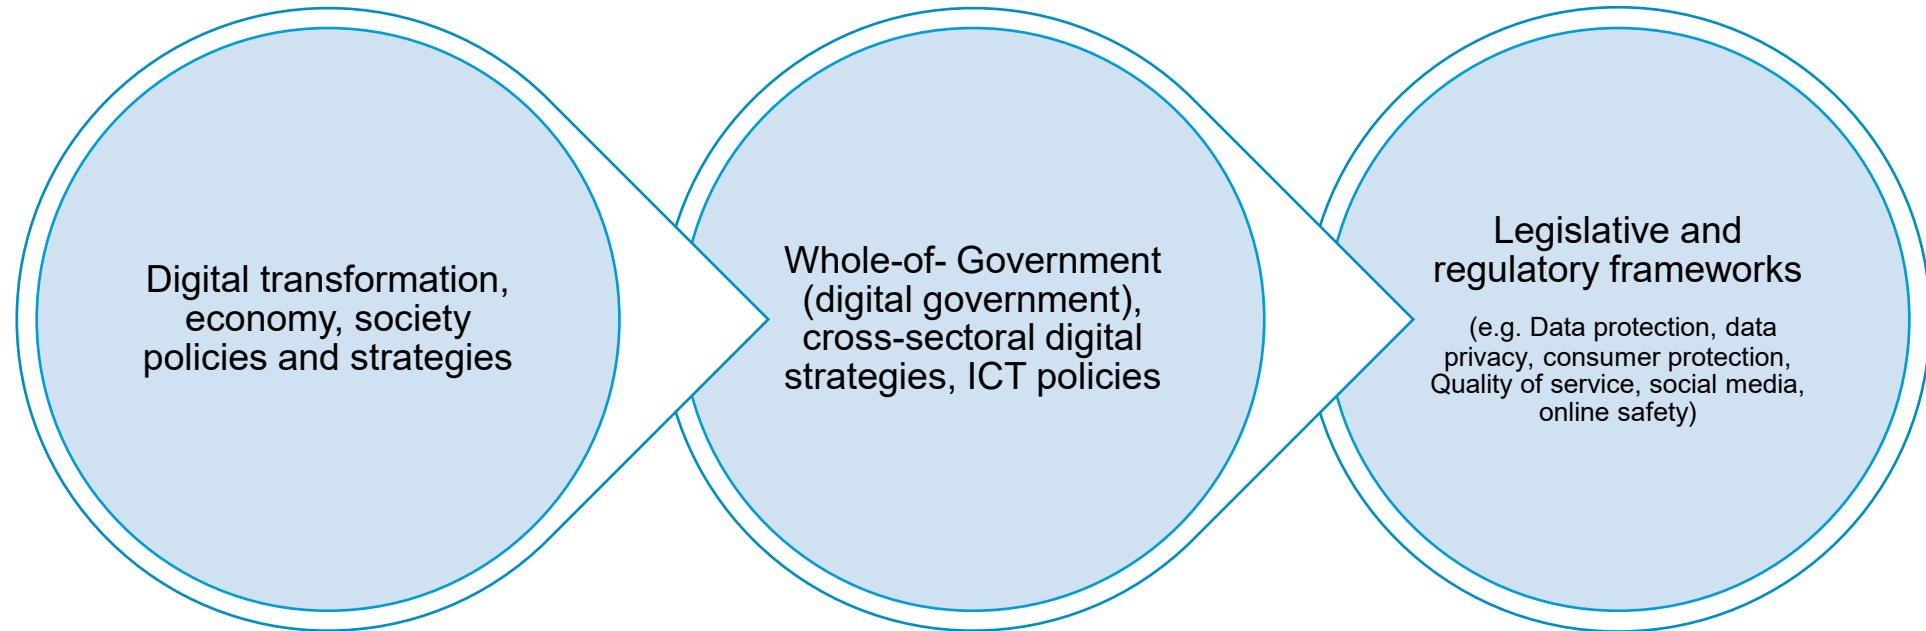 Digital transformation,
economy, society
policies and strategies
Whole-of- Government
(digital government),
cross-sectoral digital
strategies, ICT policies
Legislative and
regulatory frameworks
(e.g. Data protection, data
privacy, consumer protection,
Quality of service, social media,
online safety)